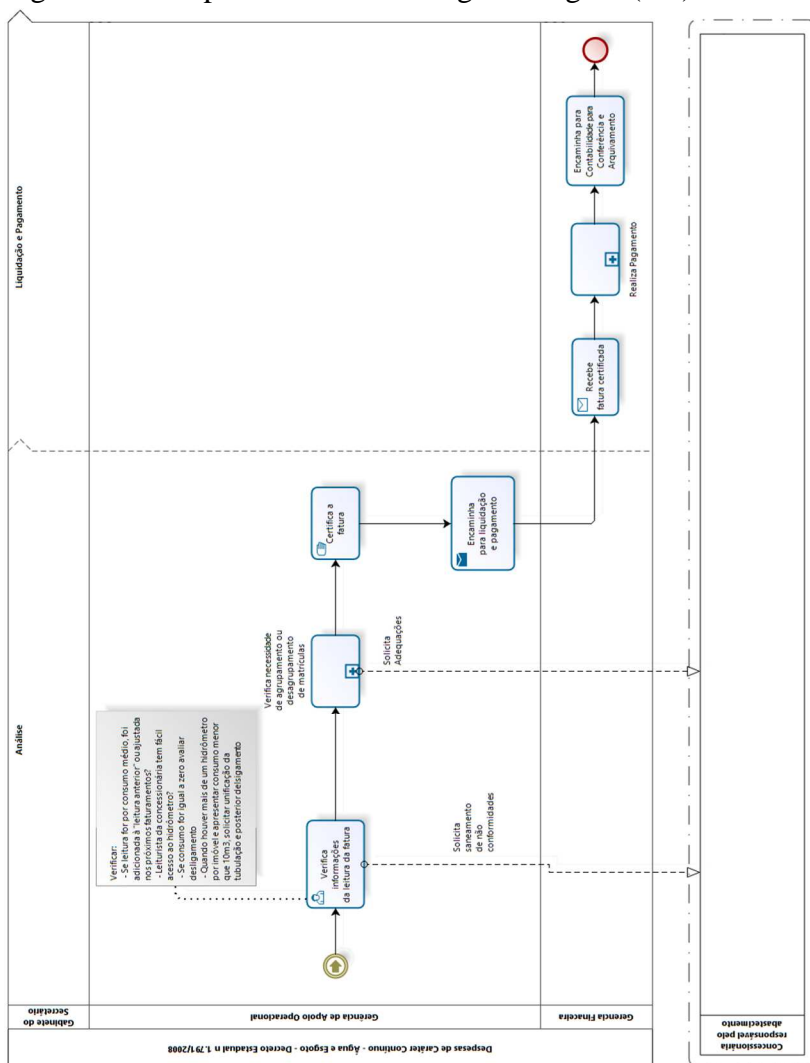 Despesas de Caráter Contínuo - Água e Esgoto - Decreto Estadual n 1.791/2008
Gabinete do
Secretário
Gerência de Apoio Operacional
Gerencia Finaceira
Análise
Liquidação e Pagamento
Verificar:
- Se leitura for por consumo médio, foi
adicionada à "leitura anterior" ou ajustada
nos próximos faturamentos?
- Leiturista da concessionária tem fácil
acesso ao hidrômetro?
- Se consumo for igual a zero avaliar
desligamento
- Quando houver mais de um hidrômetro
por imóvel e apresentar consumo menor
que 10m3, solicitar unificação da
tubulação e posterior delsigamento
Verifica
informações
da leitura da fatura
Verifica necessidade
de agrupamento ou
desagrupamento
de matrículas
Certifica a
fatura
Encaminha
para liquidação
e pagamento
Recebe
fatura certificada
Realiza Pagamento
Encaminha para
Contabilidade para
Conferência e
Arquivamento
Solicita
saneamento
de não
conformidades
Solicita
Adequações
Concessionária
responsável pelo
abastecimento